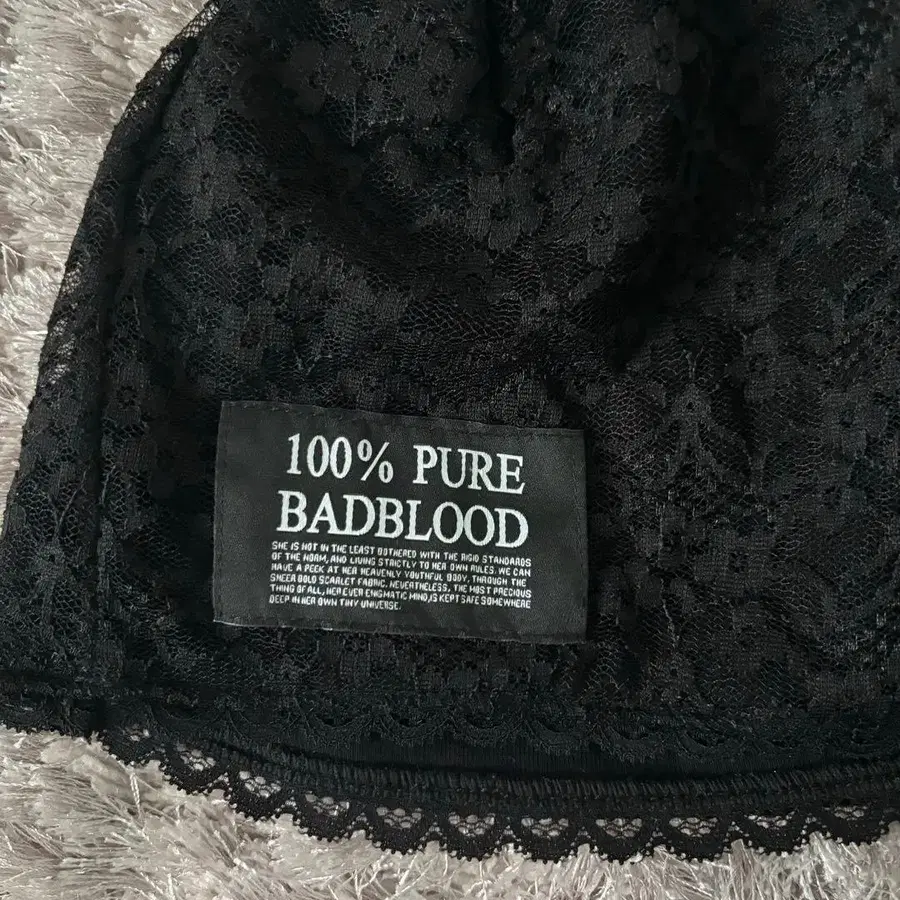 100% PURE
BADBLOOD
SHE IS NOT IN THE LEAST BOTHERED WITH THE RIGID STANDARDS
OF THE NORM, AND LIVING STRICTLY TO HER OWN RULES. WE CAN
HAVE A PEEK AT HER HEAVENLY YOUTHFUL BODY, THROUGH THE
SHEER BOLD SCARLET FABRIC. NEVERTHELESS, THE MOST PRECIOUS
THING OF ALL, HER EVER ENIGMATIC MIND,IS KEPT SAFE SOMEWHERE
DEEP IN HER OWN TINY UNIVERSE.